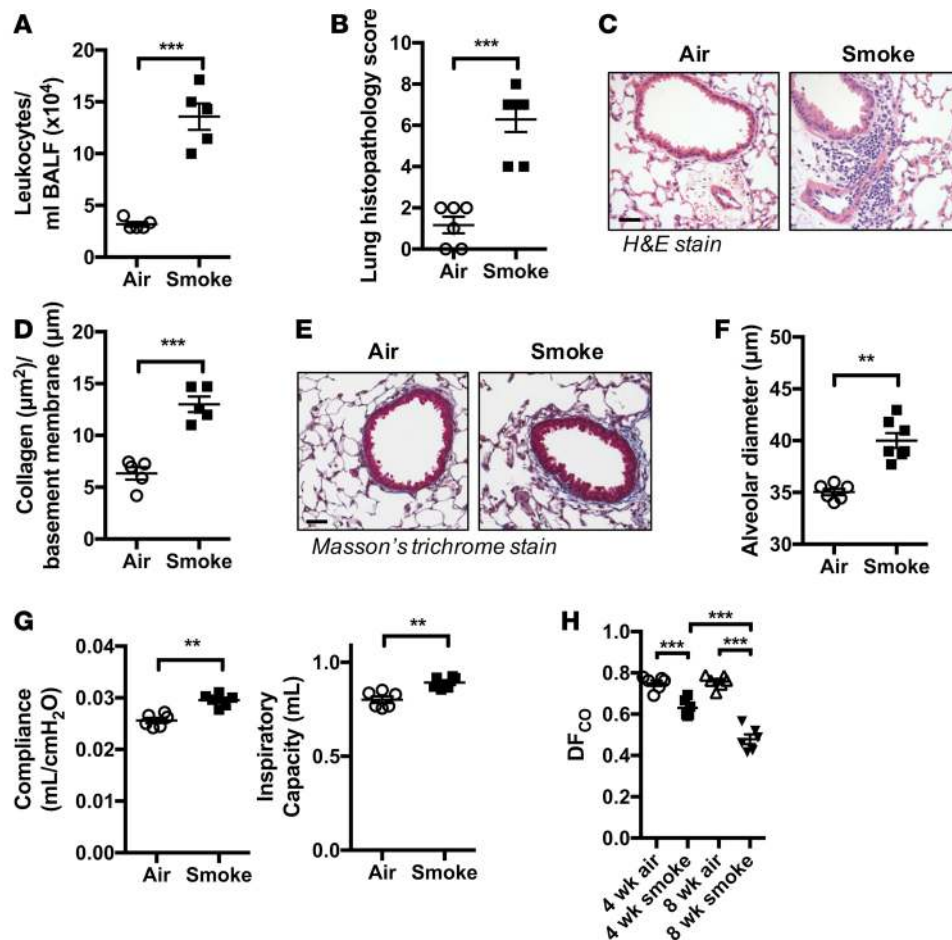 A
Leukocytes/
ml BALF (x10⁴)
20
15
10
5
0
***
Air
Smoke
B
Lung histopathology score
10
8
6
4
2
0
***
Air
Smoke
C
Air
Smoke
H&E stain
D
Collagen (µm²)/
basement membrane (µm)
20
15
10
5
0
***
Air
Smoke
E
Air
Smoke
Masson's trichrome stain
F
Alveolar diameter (µm)
50
45
40
35
30
**
Air
Smoke
G
Compliance
(mL/cmH₂O)
0.04
0.03
0.02
0.01
0.00
**
Air
Smoke
Inspiratory
Capacity (mL)
1.0
0.5
0.0
**
Air
Smoke
H
DF_CO
1.0
0.8
0.6
0.4
0.2
0.0
***
***
***
4 wk air
4 wk smoke
8 wk air
8 wk smoke